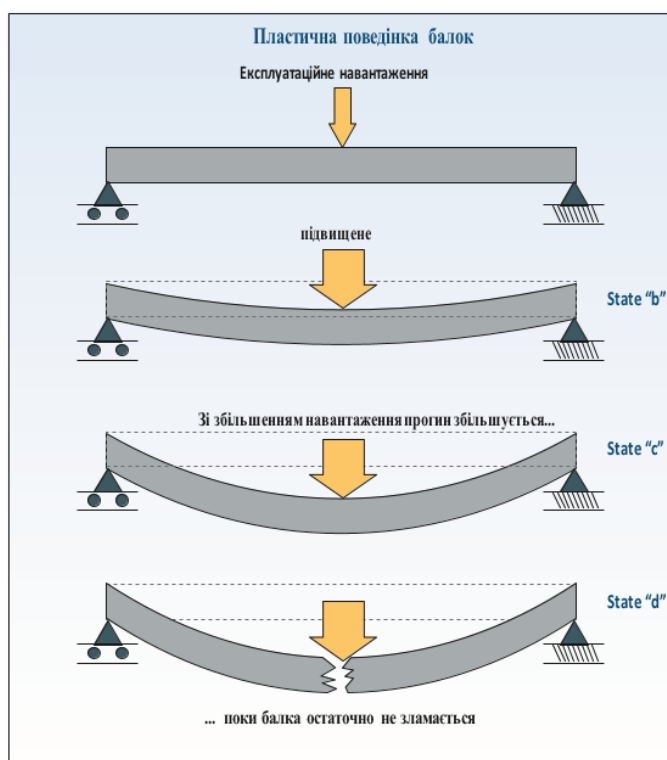 Пластична поведінка балок
Експлуатаційне навантаження
підвищене
State “b”
Зі збільшенням навантаження прогин збільшується...
State “c”
State “d”
... поки балка остаточно не зламається